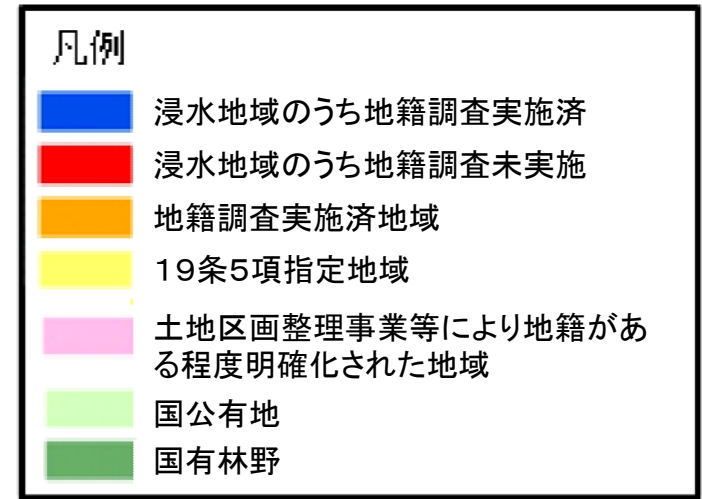 凡例
浸水地域のうち地籍調査実施済
浸水地域のうち地籍調査未実施
地籍調査実施済地域
19条5項指定地域
土地区画整理事業等により地籍があ
る程度明確化された地域
国公有地
国有林野